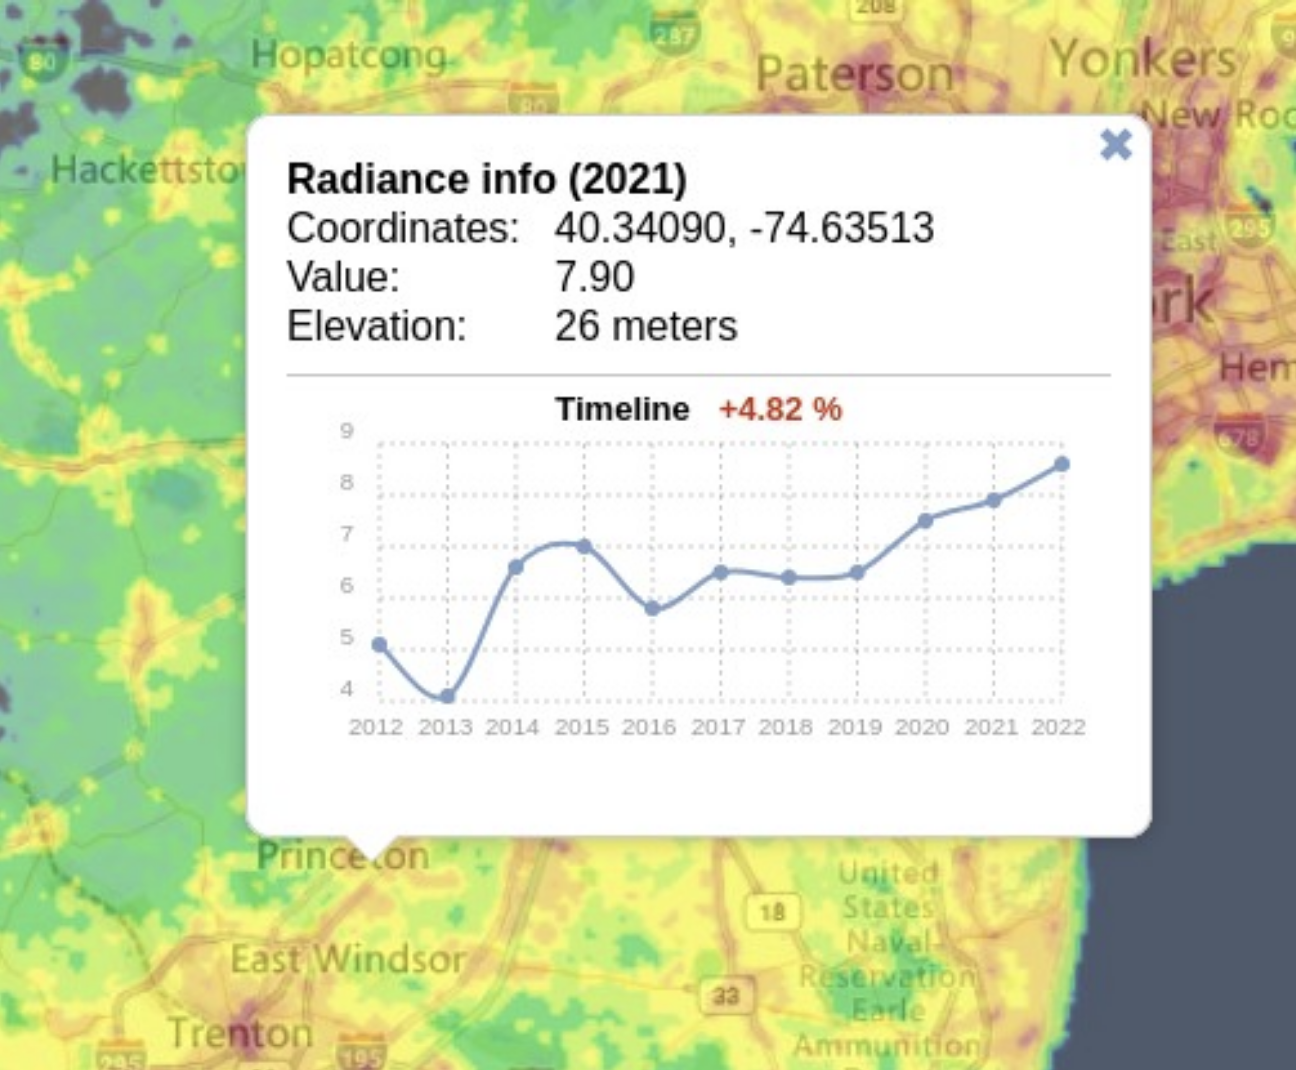 208
287
80
Hopatcong
Paterson
Yonkers
80
New Roc
Hackettsto
Radiance info (2021)
Coordinates: 40.34090, -74.63513
Value: 7.90
Elevation: 26 meters
295
East
rk
Hem
Timeline +4.82 %
9
678
8
7
6
5
4
2012 2013 2014 2015 2016 2017 2018 2019 2020 2021 2022
Princeton
United
States
Naval
Reservation
Earle
Ammunition
18
East Windsor
33
Trenton
295
195